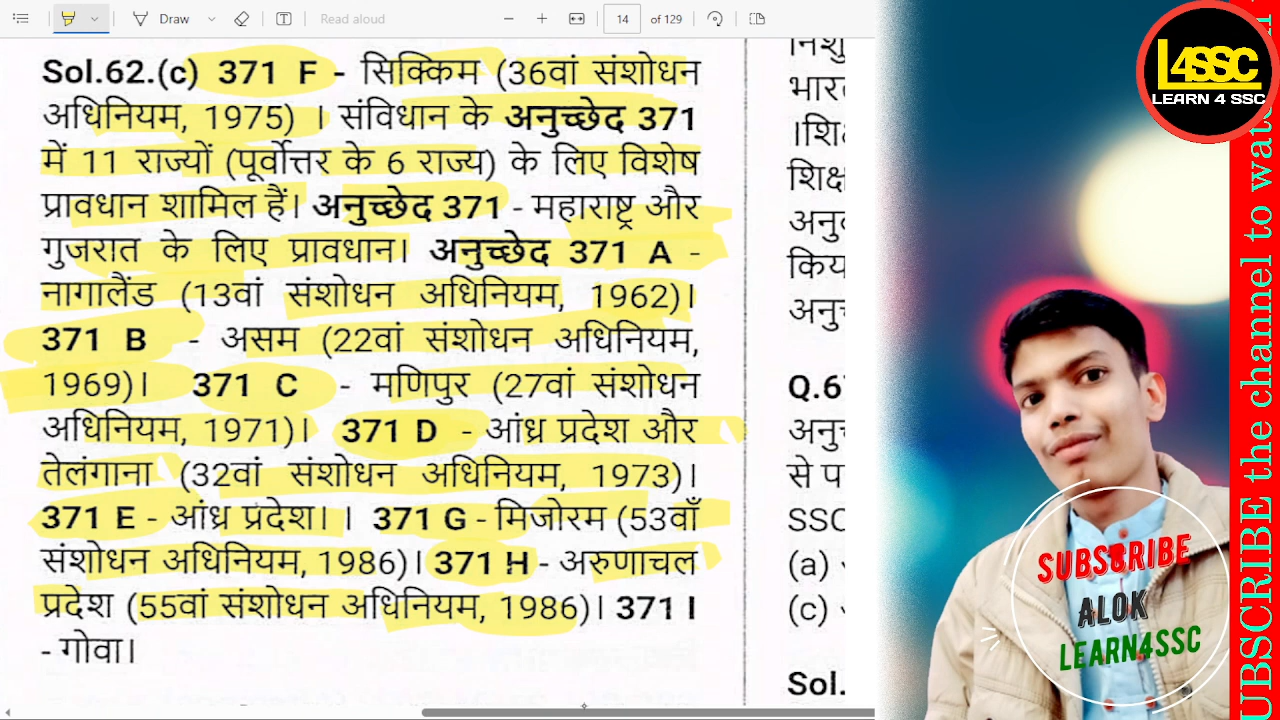 Read aloud
Draw
14
of 129
Sol.62.(c) 371 F - सिक्किम (36वां संशोधन
अधिनियम, 1975) । संविधान के अनुच्छेद 371
में 11 राज्यों (पूर्वोत्तर के 6 राज्य) के लिए विशेष
प्रावधान शामिल हैं। अनुच्छेद 371 - महाराष्ट्र और
गुजरात के लिए प्रावधान। अनुच्छेद 371 A -
नागालैंड (13वां संशोधन अधिनियम, 1962)।
371 B - असम (22वां संशोधन अधिनियम,
1969)। 371 C - मणिपुर (27वां संशोधन
अधिनियम, 1971)। 371 D - आंध्र प्रदेश और
तेलंगाना (32वां संशोधन अधिनियम, 1973)।
371 E - आंध्र प्रदेश। । 371 G - मिजोरम (53वाँ
संशोधन अधिनियम, 1986)। 371 H - अरुणाचल
प्रदेश (55वां संशोधन अधिनियम, 1986)। 371 I
- गोवा।
शिक्ष
किय
Q.6
से प
SSC
(a)
(c)
Sol.
L4SSC
LEARN 4 SSC
SUBSRIBE
ALOK
LEARN4SSC
UBSCRIBE the channel to watch